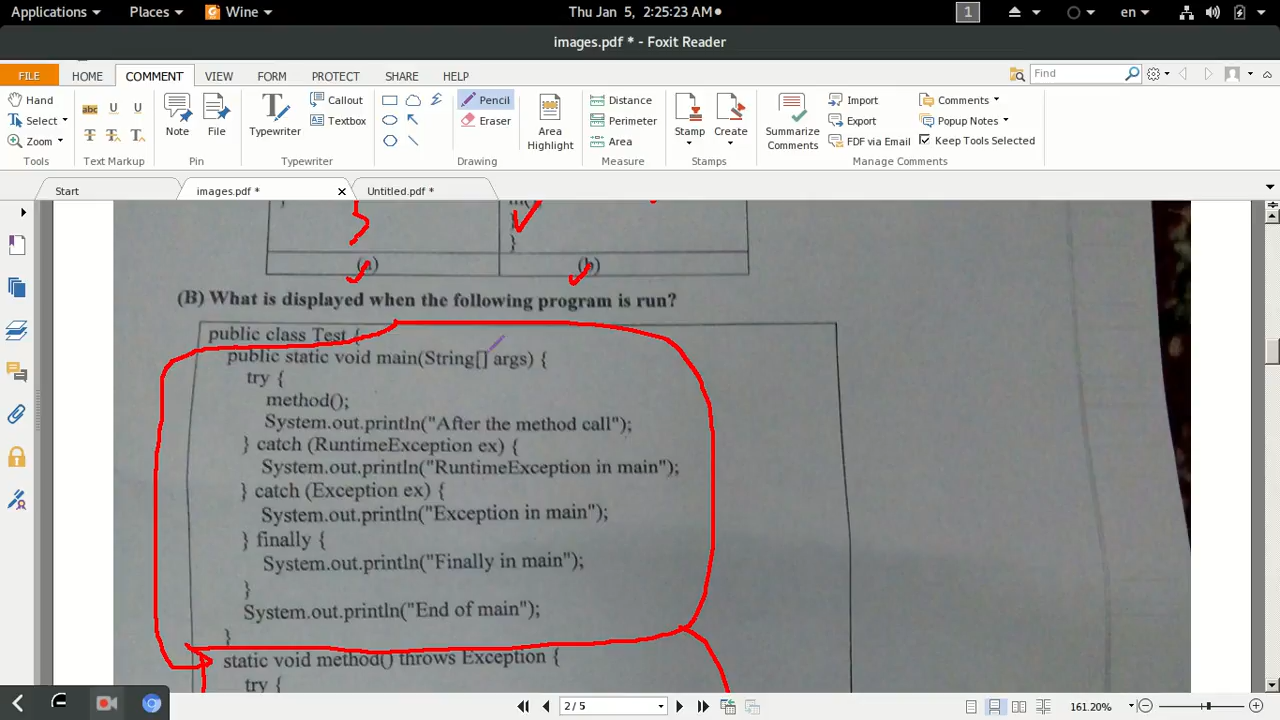 Applications Places Wine Thu Jan 5, 2:25:23 AM 1 en
images.pdf * - Foxit Reader
FILE HOME COMMENT VIEW FORM PROTECT SHARE HELP Find
Hand Callout Pencil Distance Import Comments
Select Textbox Eraser Perimeter Export Popup Notes
Zoom Note File Typewriter Area Highlight Area Stamp Create Summarize Comments FDF via Email Keep Tools Selected
Tools Text Markup Pin Typewriter Drawing Measure Stamps Manage Comments
Start images.pdf * Untitled.pdf *
}
(a) (b)
(B) What is displayed when the following program is run?
public class Test {
public static void main(String[] args) {
try {
method();
System.out.println("After the method call");
} catch (RuntimeException ex) {
System.out.println("RuntimeException in main");
} catch (Exception ex) {
System.out.println("Exception in main");
} finally {
System.out.println("Finally in main");
}
System.out.println("End of main");
}
static void method() throws Exception {
try {
2 / 5 161.20%